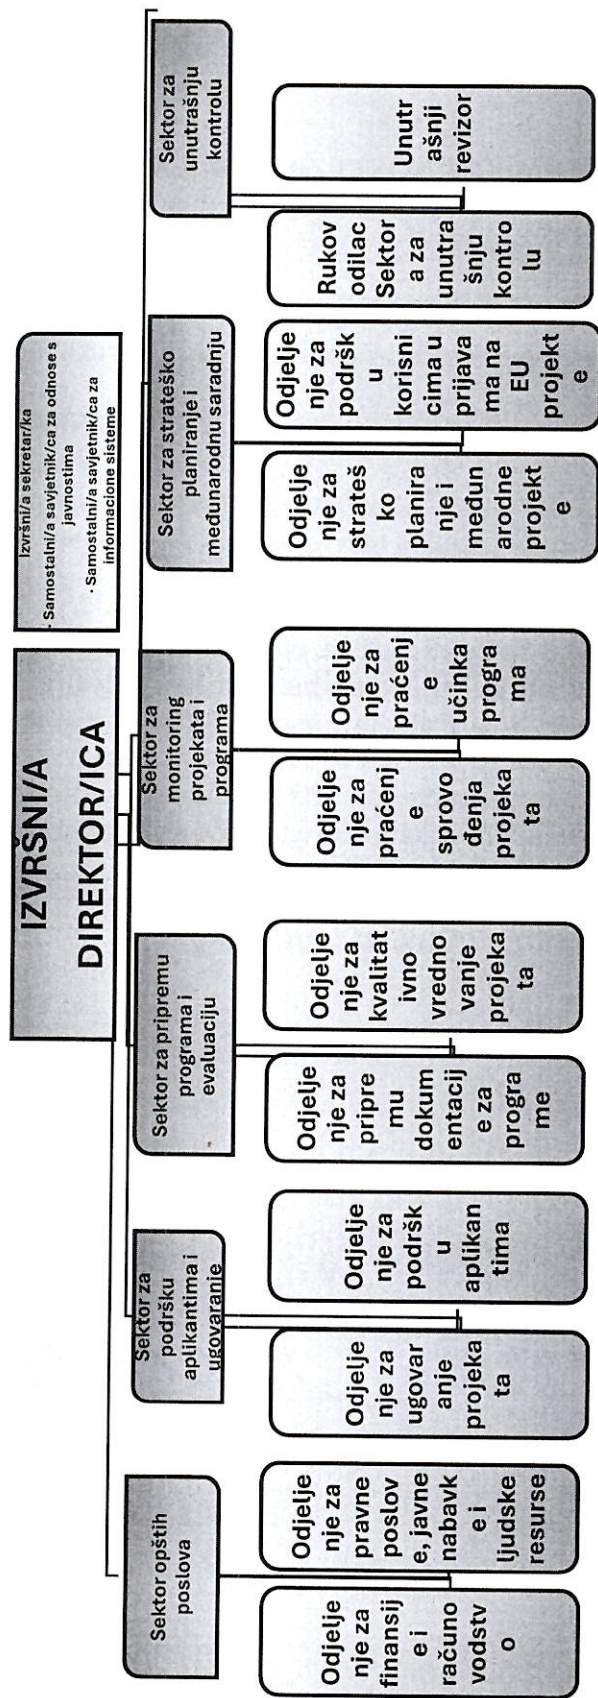 IZVRŠNI/A
DIREKTOR/ICA
Izvršni/a sekretar/ka
· Samostalni/a savjetnik/ca za odnose s
javnostima
· Samostalni/a savjetnik/ca za
informacione sisteme
Sektor opštih
poslova
Sektor za
podršku
aplikantima i
ugovaranje
Sektor za pripremu
programa i
evaluaciju
Sektor za
monitoring
projekata i
programa
Sektor za strateško
planiranje i
međunarodnu saradnju
Sektor za
unutrašnju
kontrolu
Odjelje
nje za
finansij
e i
računo
vodstv
o
Odjelje
nje za
pravne
poslov
e, javne
nabavk
e i
ljudske
resurse
Odjelje
nje za
ugovar
anje
projeka
ta
Odjelje
nje za
podršk
u
aplikan
tima
Odjelje
nje za
pripre
mu
dokum
entacij
e za
progra
me
Odjelje
nje za
kvalitat
ivno
vredno
vanje
projeka
ta
Odjelje
nje za
praćenj
e
sprovo
đenja
projeka
ta
Odjelje
nje za
praćenj
e
učinka
progra
ma
Odjelje
nje za
strateš
ko
planira
nje i
međun
arodne
projekt
e
Odjelje
nje za
podršk
u
korisni
cima u
prijava
ma na
EU
projekt
e
Rukov
odilac
Sektor
a za
unutra
šnju
kontro
lu
Unutr
ašnji
revizor